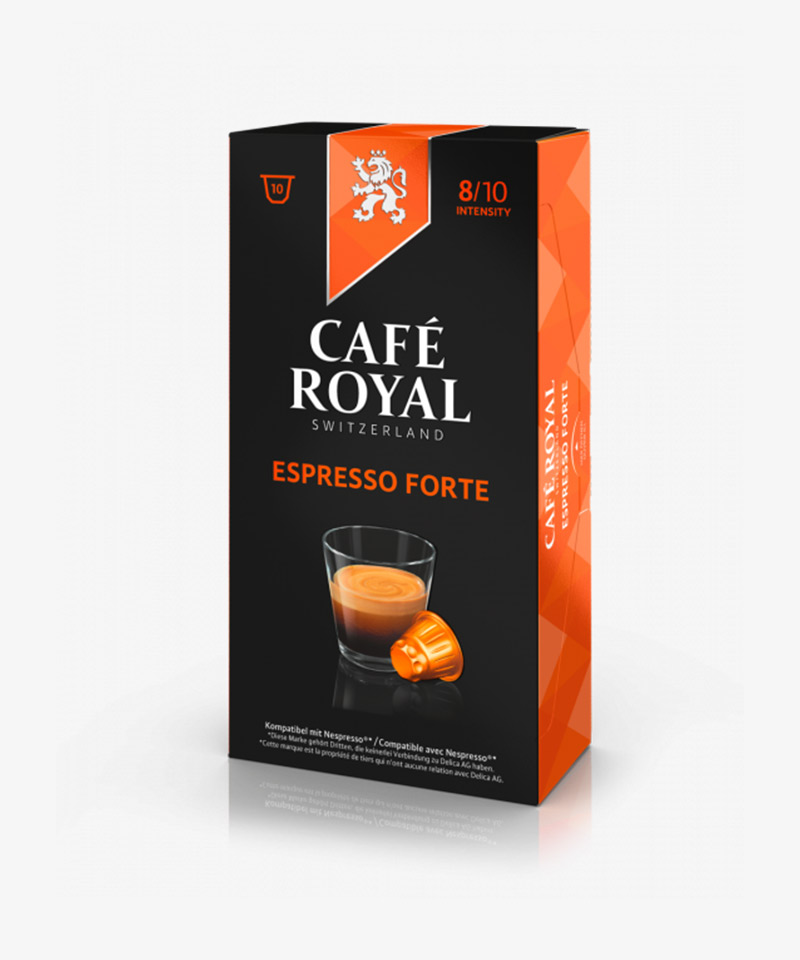 10
8/10
INTENSITY
CAFÉ
ROYAL
SWITZERLAND
ESPRESSO FORTE
Kompatibel mit Nespresso®* / Compatible avec Nespresso®*
*Diese Marke gehört Dritten, die keinerlei Verbindung zu Delica AG haben.
*Cette marque est la propriété de tiers qui n'ont aucune relation avec Delica AG.
CAFÉ ROYAL
SWITZERLAND
ESPRESSO FORTE